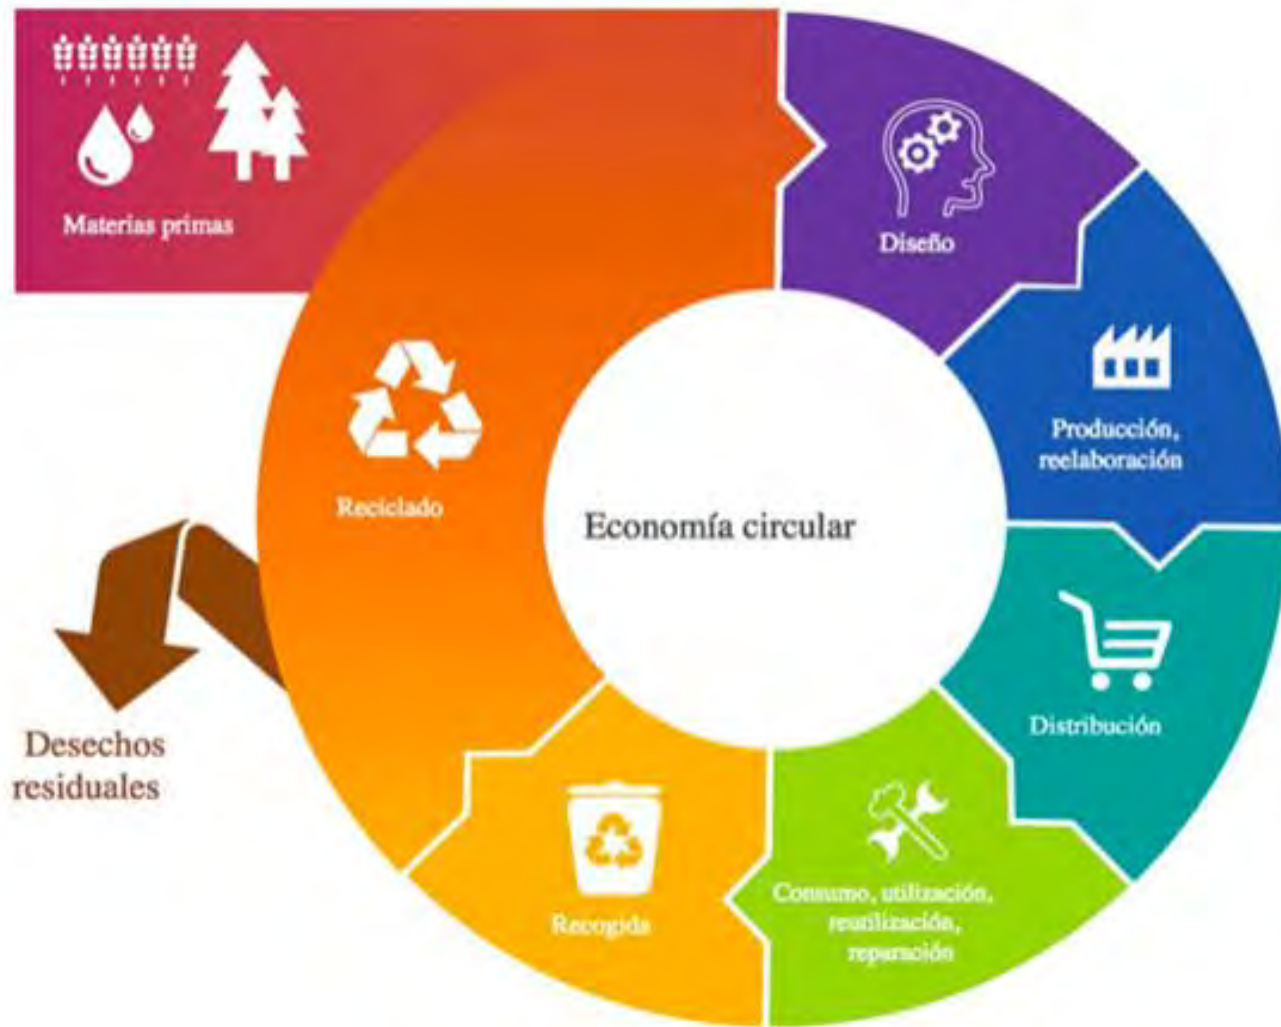 Materias primas
Diseño
Producción,
reelaboración
Reciclado
Economía circular
Distribución
Desechos
residuales
Consumo, utilización,
reutilización,
reparación
Recogida